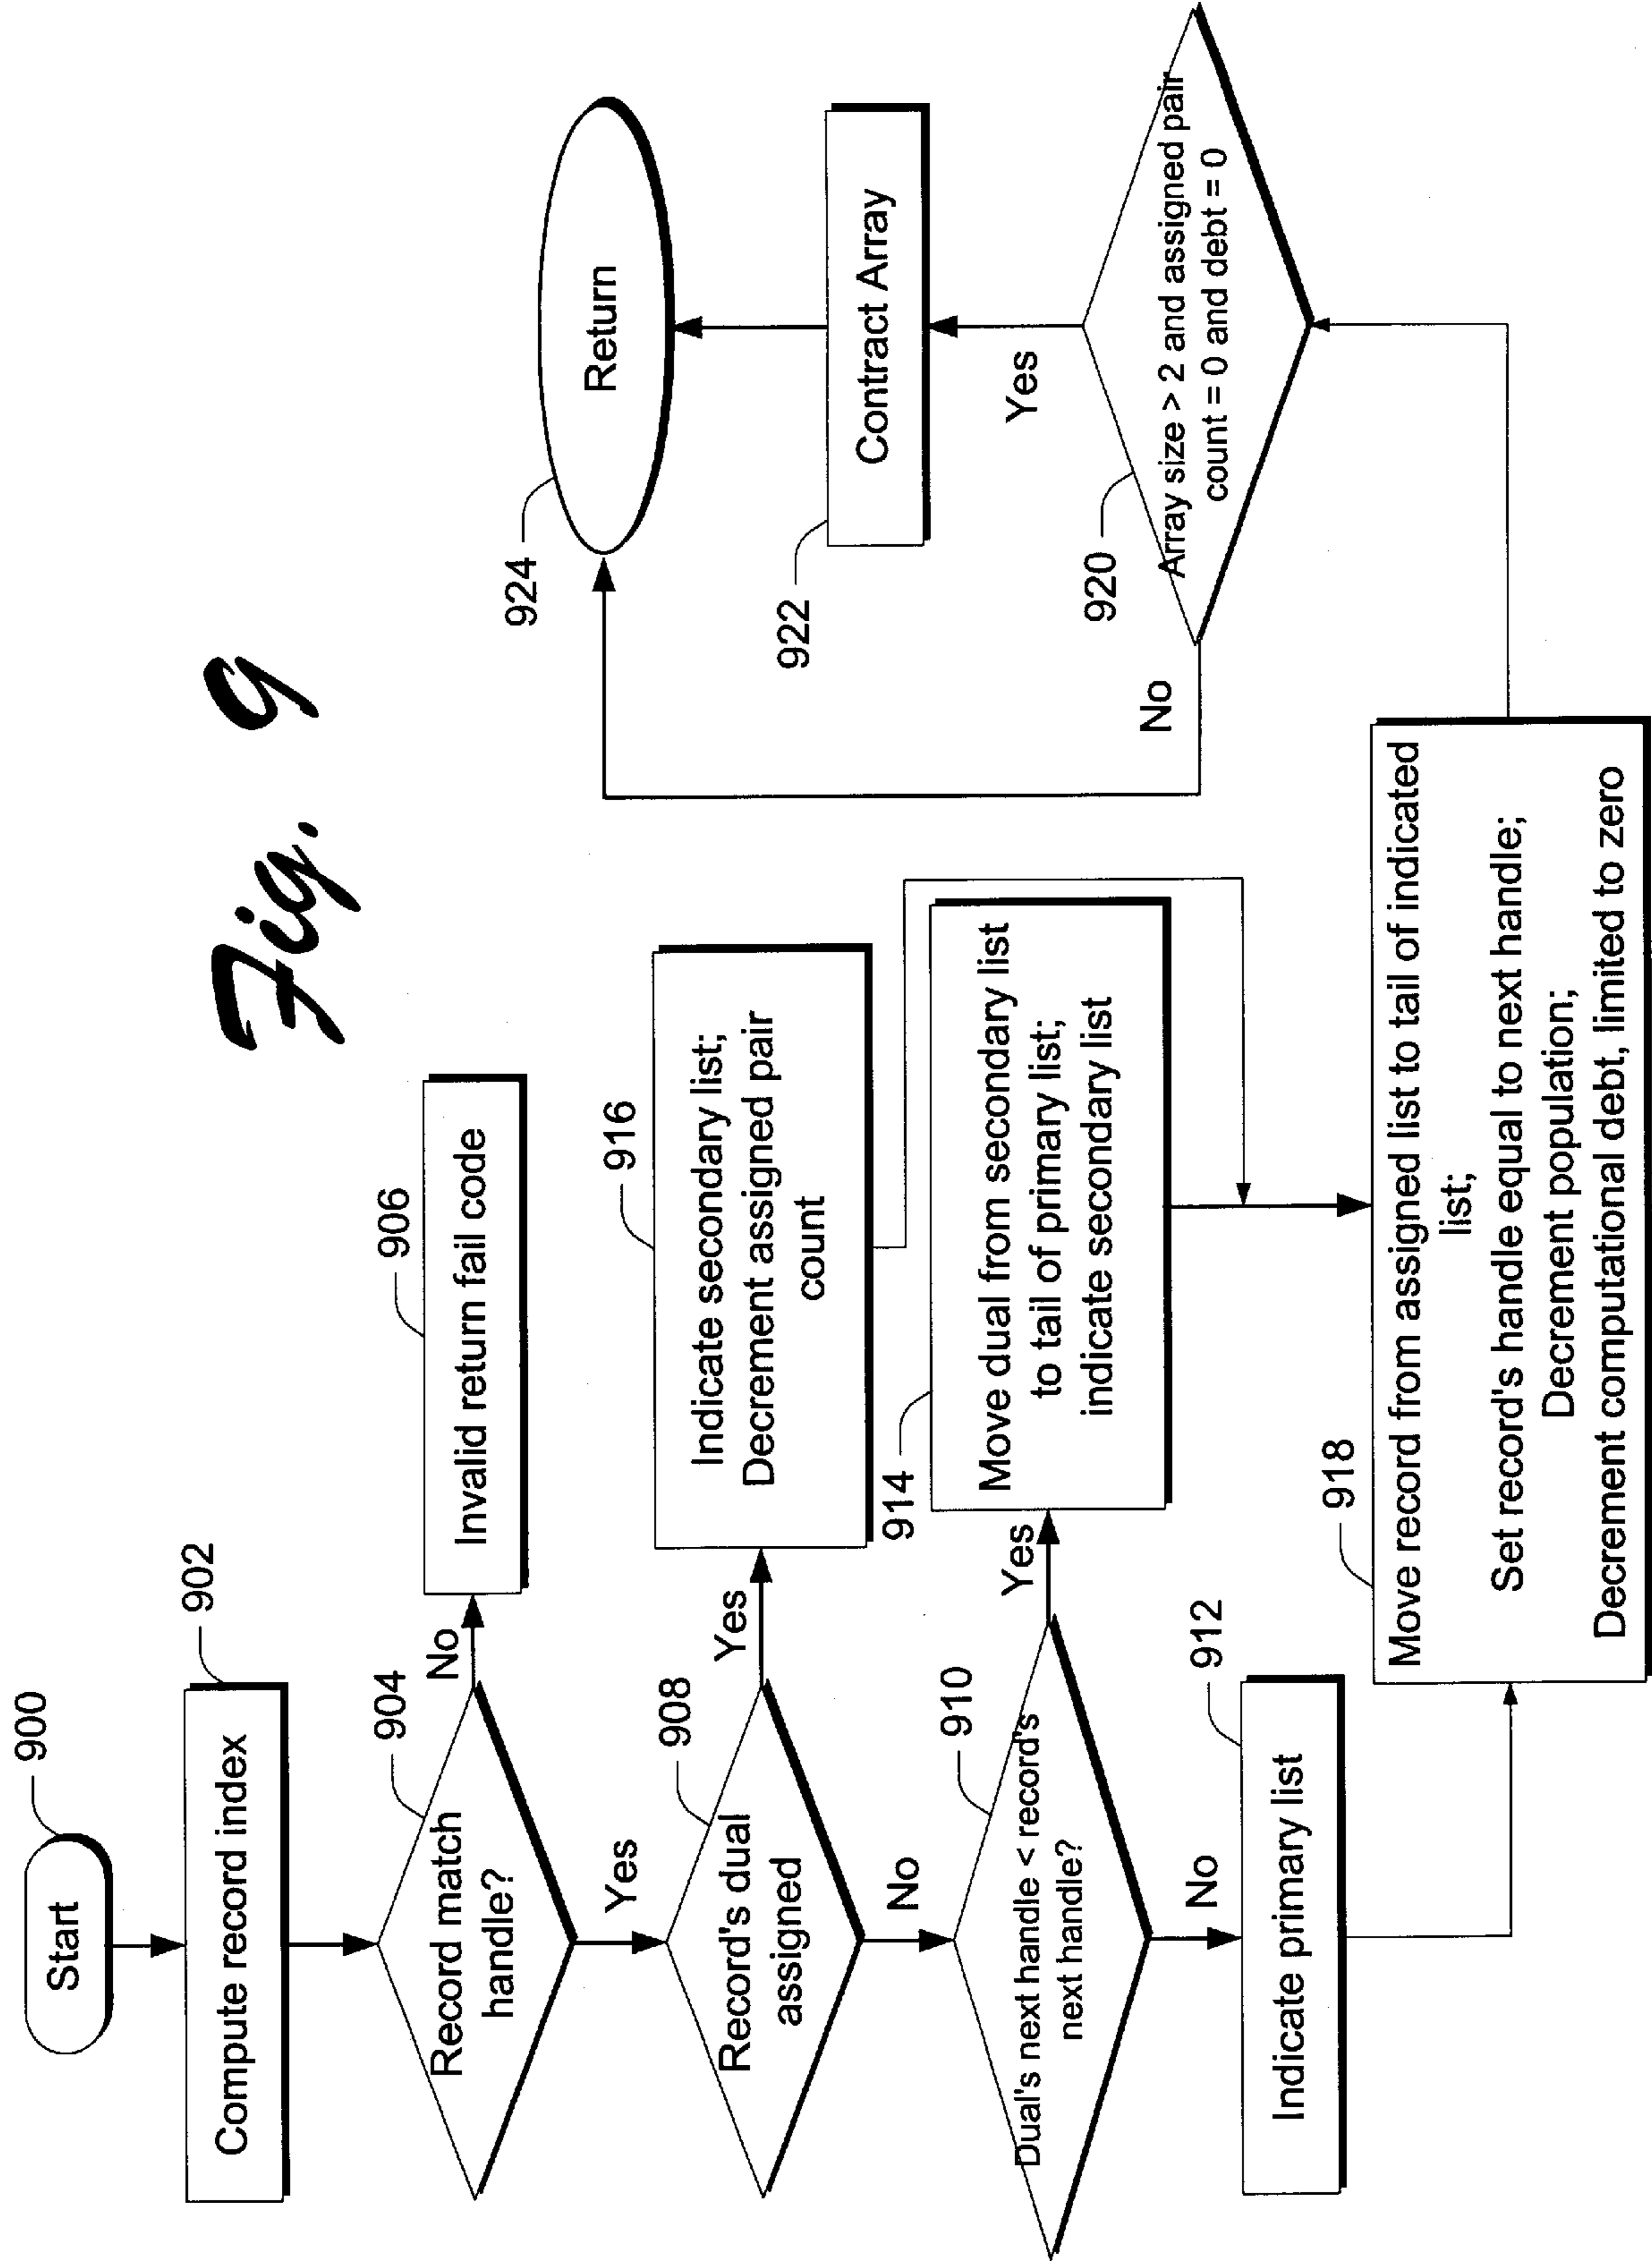 Fig. 9
900
Start
902
Compute record index
904
Record match
handle?
No
906
Invalid return fail code
Yes
908
Record's dual
assigned
Yes
916
Indicate secondary list;
Decrement assigned pair
count
No
910
Dual's next handle < record's
next handle?
Yes
914
Move dual from secondary list
to tail of primary list;
indicate secondary list
No
912
Indicate primary list
918
Move record from assigned list to tail of indicated
list;
Set record's handle equal to next handle;
Decrement population;
Decrement computational debt, limited to zero
920
Array size > 2 and assigned pair
count = 0 and debt = 0
No
Yes
922
Contract Array
924
Return